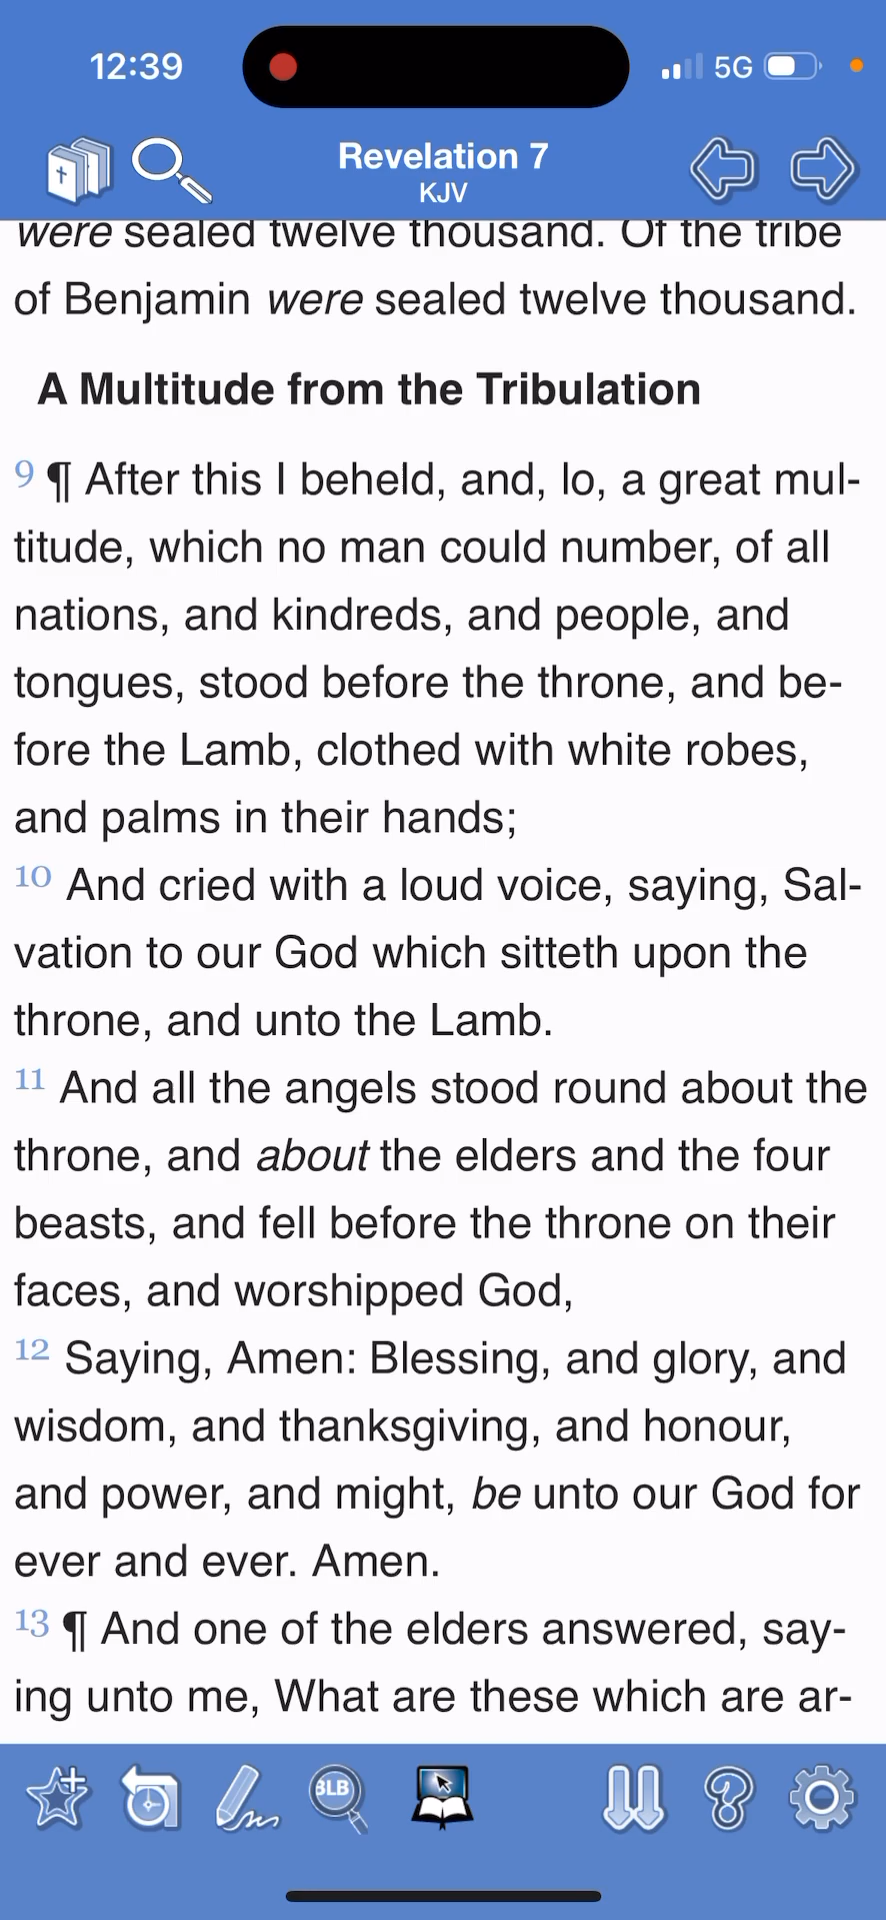 12:39
5G
Revelation 7
KJV
were sealed twelve thousand. Of the tribe
of Benjamin were sealed twelve thousand.
A Multitude from the Tribulation
9 ¶ After this I beheld, and, lo, a great mul-
titude, which no man could number, of all
nations, and kindreds, and people, and
tongues, stood before the throne, and be-
fore the Lamb, clothed with white robes,
and palms in their hands;
10 And cried with a loud voice, saying, Sal-
vation to our God which sitteth upon the
throne, and unto the Lamb.
11 And all the angels stood round about the
throne, and about the elders and the four
beasts, and fell before the throne on their
faces, and worshipped God,
12 Saying, Amen: Blessing, and glory, and
wisdom, and thanksgiving, and honour,
and power, and might, be unto our God for
ever and ever. Amen.
13 ¶ And one of the elders answered, say-
ing unto me, What are these which are ar-
BLB